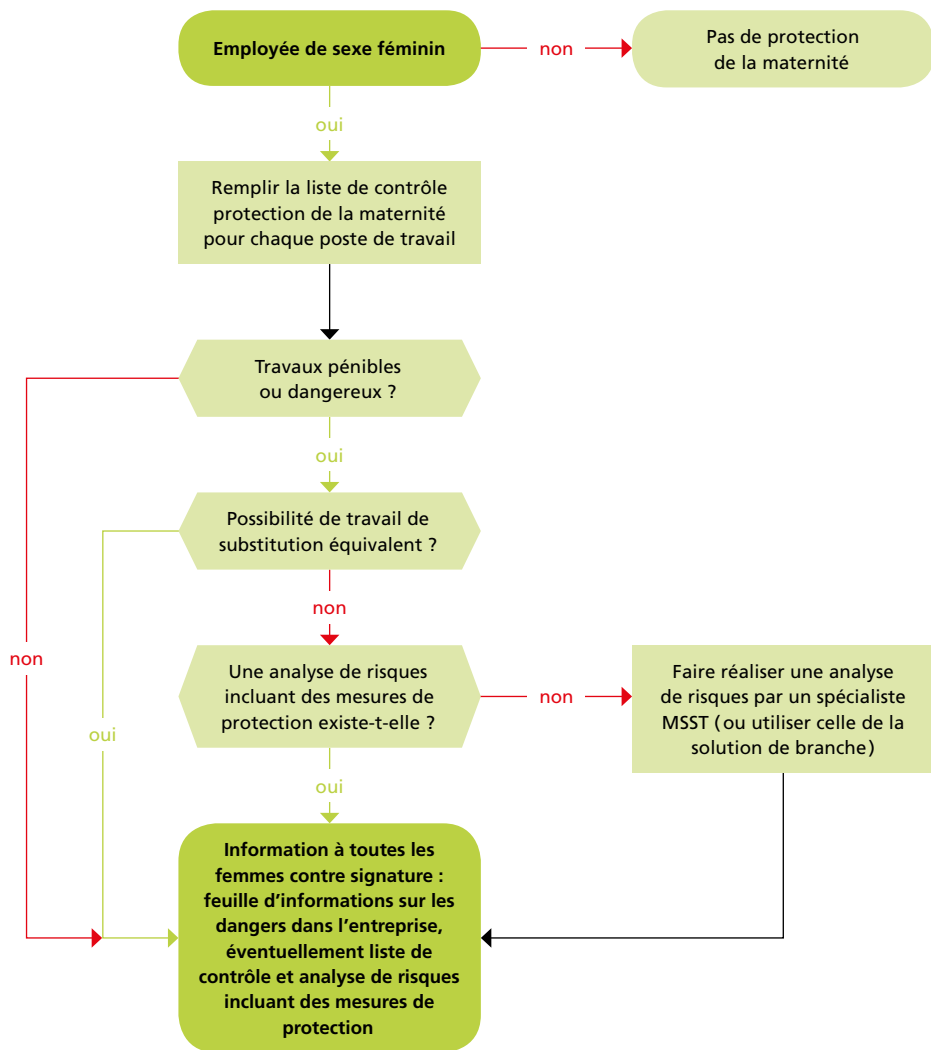 Employée de sexe féminin
non
Pas de protection
de la maternité
oui
Remplir la liste de contrôle
protection de la maternité
pour chaque poste de travail
Travaux pénibles
ou dangereux ?
oui
Possibilité de travail de
substitution équivalent ?
non
non
Une analyse de risques
incluant des mesures de
protection existe-t-elle ?
non
Faire réaliser une analyse
de risques par un spécialiste
MSST (ou utiliser celle de la
solution de branche)
oui
oui
Information à toutes les
femmes contre signature :
feuille d’informations sur les
dangers dans l’entreprise,
éventuellement liste de
contrôle et analyse de risques
incluant des mesures de
protection